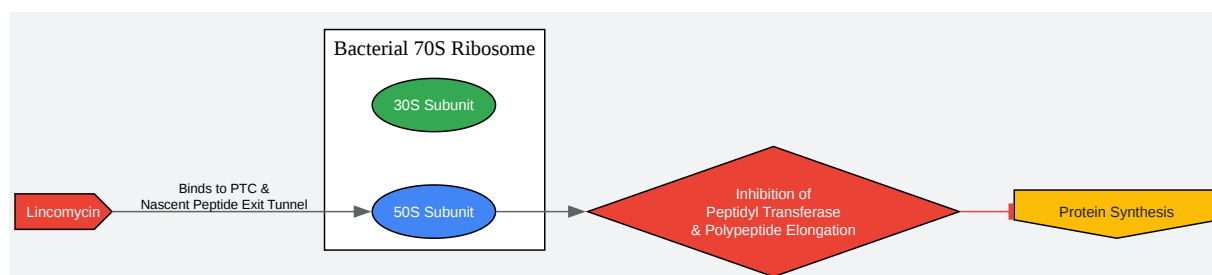 Bacterial 70S Ribosome
30S Subunit
Lincomycin
Binds to PTC &
Nascent Peptide Exit Tunnel
50S Subunit
Inhibition of
Peptidyl Transferase
& Polypeptide Elongation
Protein Synthesis